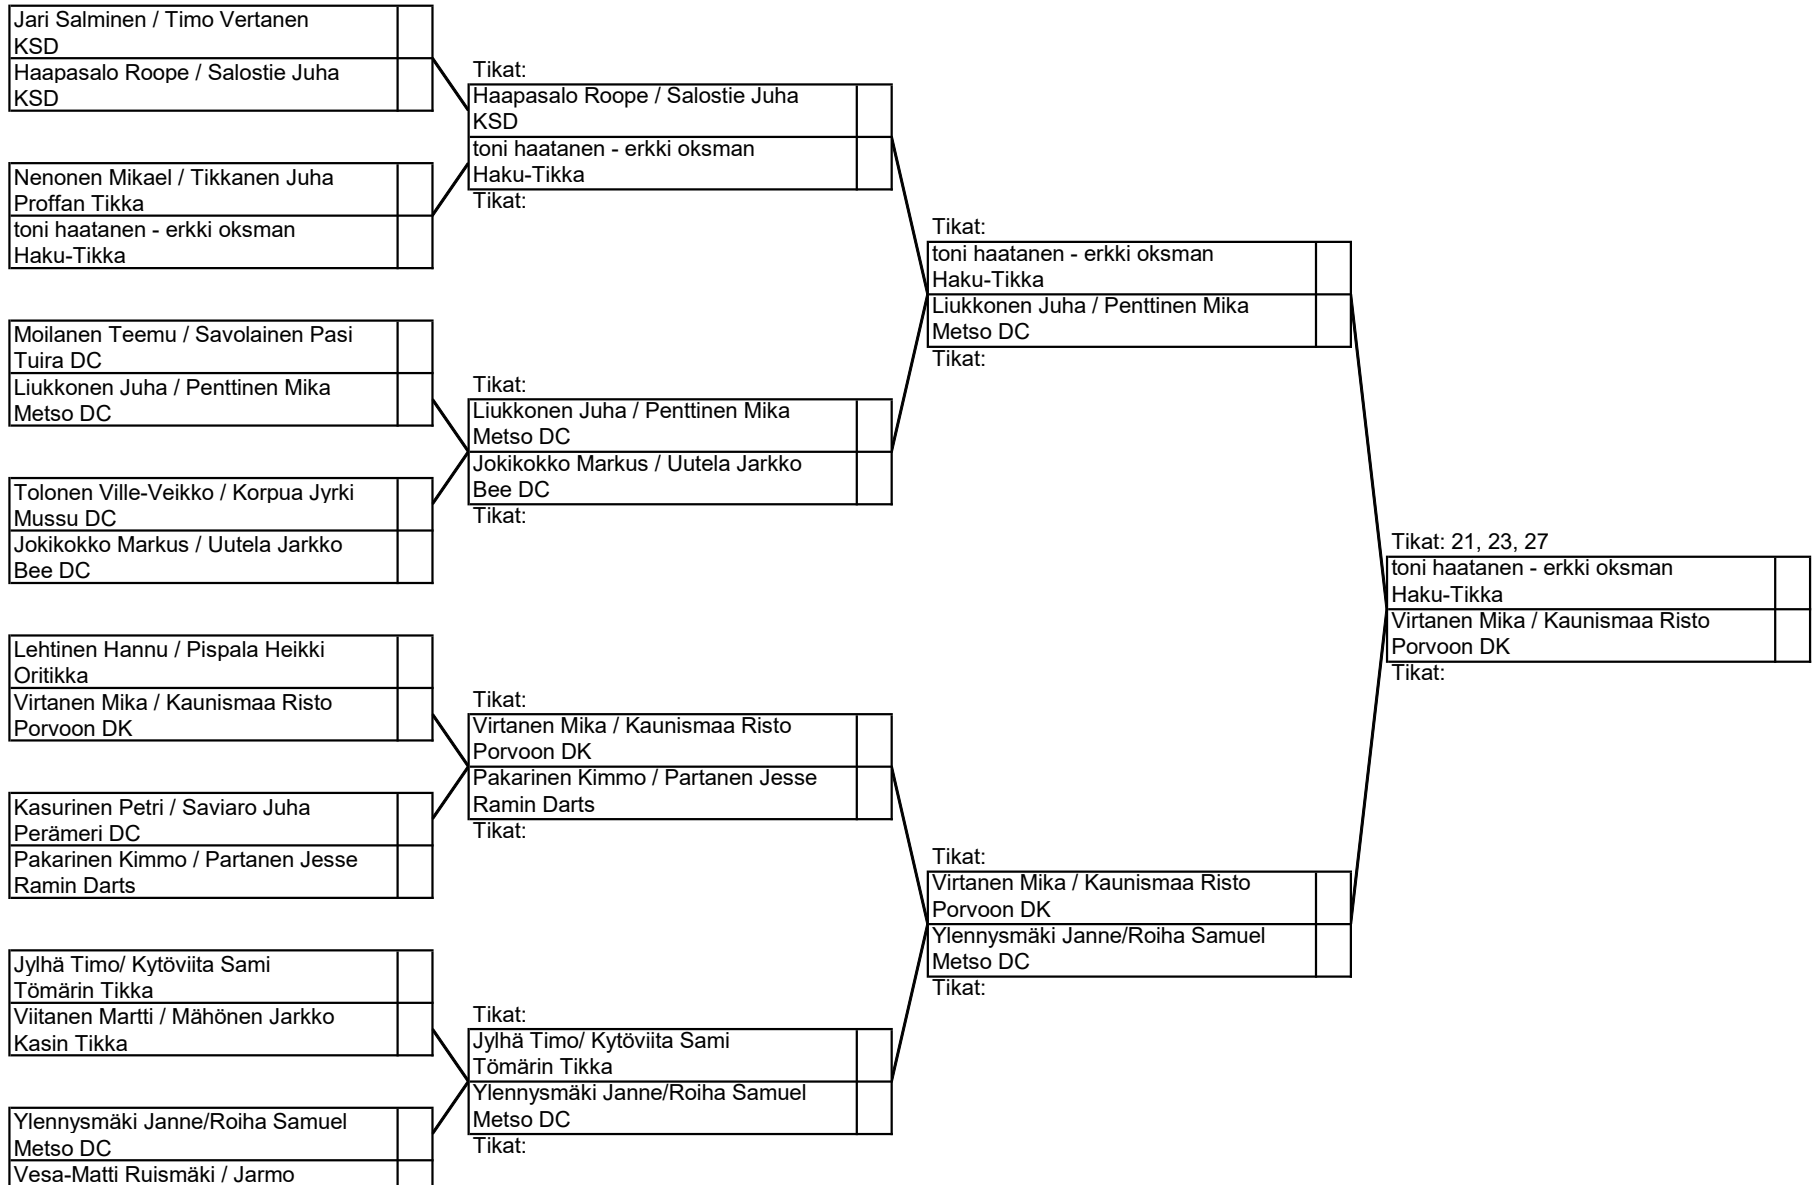 Jari Salminen / Timo Vertanen
KSD
Haapasalo Roope / Salostie Juha
KSD
Nenonen Mikael / Tikkanen Juha
Proffan Tikka
toni haatanen - erkki oksman
Haku-Tikka
Moilanen Teemu / Savolainen Pasi
Tuira DC
Liukkonen Juha / Penttinen Mika
Metso DC
Tolonen Ville-Veikko / Korpua Jyrki
Mussu DC
Jokikokko Markus / Uutela Jarkko
Bee DC
Lehtinen Hannu / Pispala Heikki
Oritikka
Virtanen Mika / Kaunismaa Risto
Porvoon DK
Kasurinen Petri / Saviaro Juha
Perämeri DC
Pakarinen Kimmo / Partanen Jesse
Ramin Darts
Jylhä Timo/ Kytöviita Sami
Tömärin Tikka
Viitanen Martti / Mähönen Jarkko
Kasin Tikka
Ylennysmäki Janne/Roiha Samuel
Metso DC
Vesa-Matti Ruismäki / Jarmo
Tikat:
Haapasalo Roope / Salostie Juha
KSD
toni haatanen - erkki oksman
Haku-Tikka
Tikat:
Tikat:
Liukkonen Juha / Penttinen Mika
Metso DC
Jokikokko Markus / Uutela Jarkko
Bee DC
Tikat:
Tikat:
Virtanen Mika / Kaunismaa Risto
Porvoon DK
Pakarinen Kimmo / Partanen Jesse
Ramin Darts
Tikat:
Tikat:
Jylhä Timo/ Kytöviita Sami
Tömärin Tikka
Ylennysmäki Janne/Roiha Samuel
Metso DC
Tikat:
Tikat:
toni haatanen - erkki oksman
Haku-Tikka
Liukkonen Juha / Penttinen Mika
Metso DC
Tikat:
Tikat:
Virtanen Mika / Kaunismaa Risto
Porvoon DK
Ylennysmäki Janne/Roiha Samuel
Metso DC
Tikat:
Tikat: 21, 23, 27
toni haatanen - erkki oksman
Haku-Tikka
Virtanen Mika / Kaunismaa Risto
Porvoon DK
Tikat: